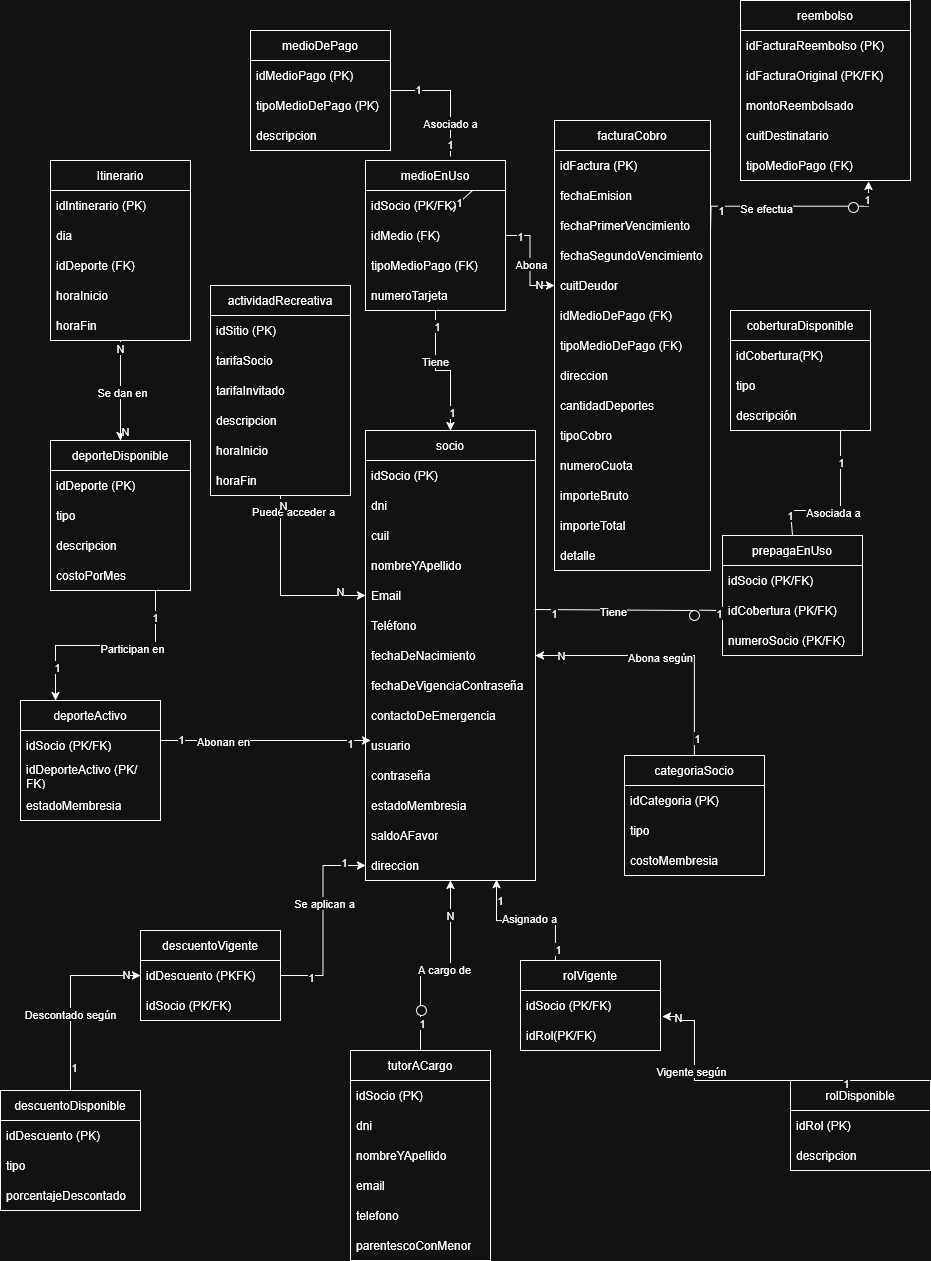 reembolso
idFacturaReembolso (PK)
idFacturaOriginal (PK/FK)
montoReembolsado
cuitDestinatario
tipoMedioPago (FK)
medioDePago
idMedioPago (PK)
tipoMedioDePago (PK)
descripcion
1
Asociado a
1
facturaCobro
idFactura (PK)
fechaEmision
fechaPrimerVencimiento
fechaSegundoVencimiento
cuitDeudor
idMedioDePago (FK)
tipoMedioDePago (FK)
direccion
cantidadDeportes
tipoCobro
numeroCuota
importeBruto
importeTotal
detalle
1
Se efectua
1
medioEnUso
idSocio (PK/FK)
1
idMedio (FK)
tipoMedioPago (FK)
numeroTarjeta
1
Abona
N
Itinerario
idIntinerario (PK)
dia
idDeporte (FK)
horaInicio
horaFin
N
Se dan en
N
actividadRecreativa
idSitio (PK)
tarifaSocio
tarifaInvitado
descripcion
horaInicio
horaFin
N
Puede acceder a
N
1
Tiene
1
coberturaDisponible
idCobertura(PK)
tipo
descripción
1
Asociada a
1
deporteDisponible
idDeporte (PK)
tipo
descripcion
costoPorMes
1
Participan en
1
socio
idSocio (PK)
dni
cuil
nombreYApellido
Email
Teléfono
fechaDeNacimiento
fechaDeVigenciaContraseña
contactoDeEmergencia
usuario
contraseña
estadoMembresia
saldoAFavor
direccion
prepagaEnUso
idSocio (PK/FK)
idCobertura (PK/FK)
numeroSocio (PK/FK)
1
Tiene
1
N
Abona según
1
deporteActivo
idSocio (PK/FK)
idDeporteActivo (PK/
FK)
estadoMembresia
1
Abonan en
1
categoriaSocio
idCategoria (PK)
tipo
costoMembresia
1
Se aplican a
1
descuentoVigente
idDescuento (PKFK)
idSocio (PK/FK)
N
Descontado según
1
N
A cargo de
1
1
Asignado a
1
rolVigente
idSocio (PK/FK)
idRol(PK/FK)
N
Vigente según
1
descuentoDisponible
idDescuento (PK)
tipo
porcentajeDescontado
tutorACargo
idSocio (PK)
dni
nombreYApellido
email
telefono
parentescoConMenor
rolDisponible
idRol (PK)
descripcion